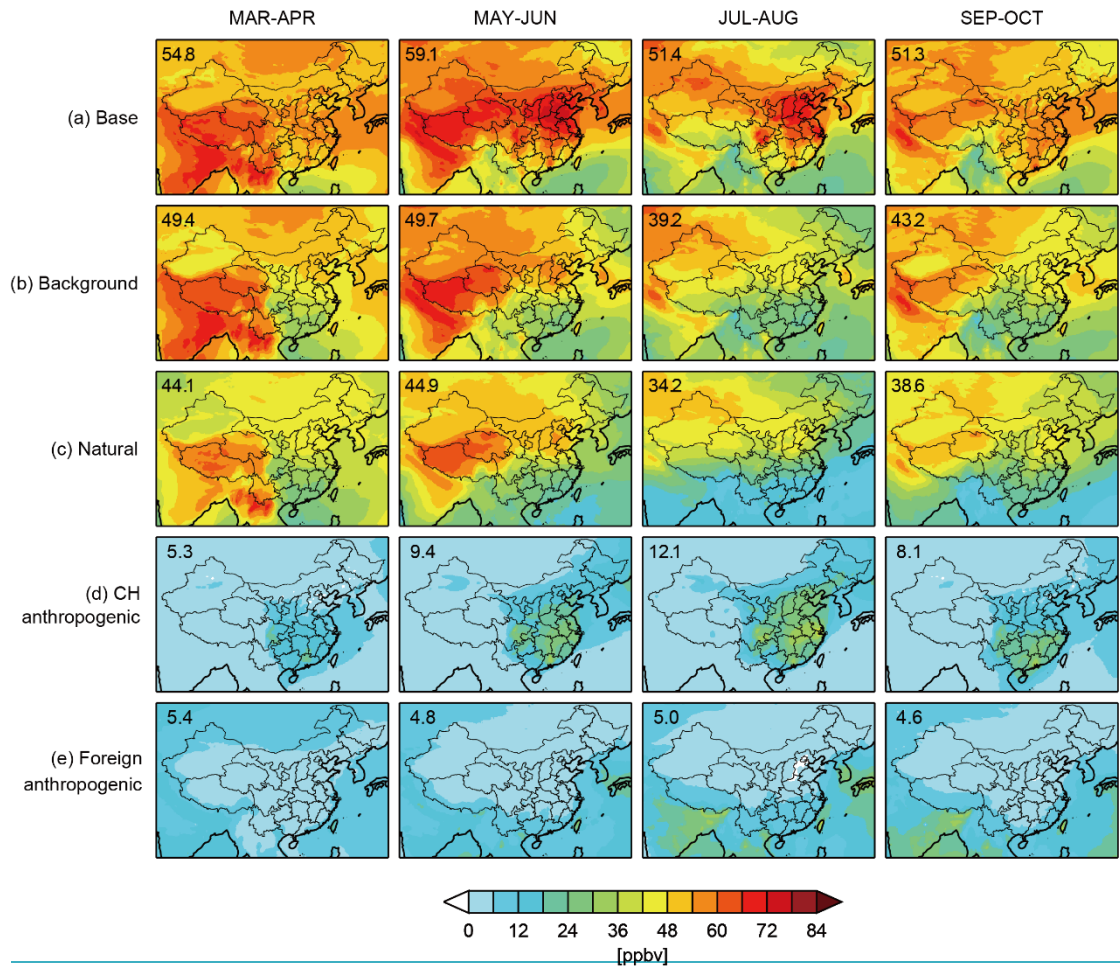 MAR-APR MAY-JUN JUL-AUG SEP-OCT
(a) Base 54.8 59.1 51.4 51.3
(b) Background 49.4 49.7 39.2 43.2
(c) Natural 44.1 44.9 34.2 38.6
(d) CH
anthropogenic
5.3 9.4 12.1 8.1
(e) Foreign
anthropogenic
5.4 4.8 5.0 4.6
0 12 24 36 48 60 72 84
[ppbv]